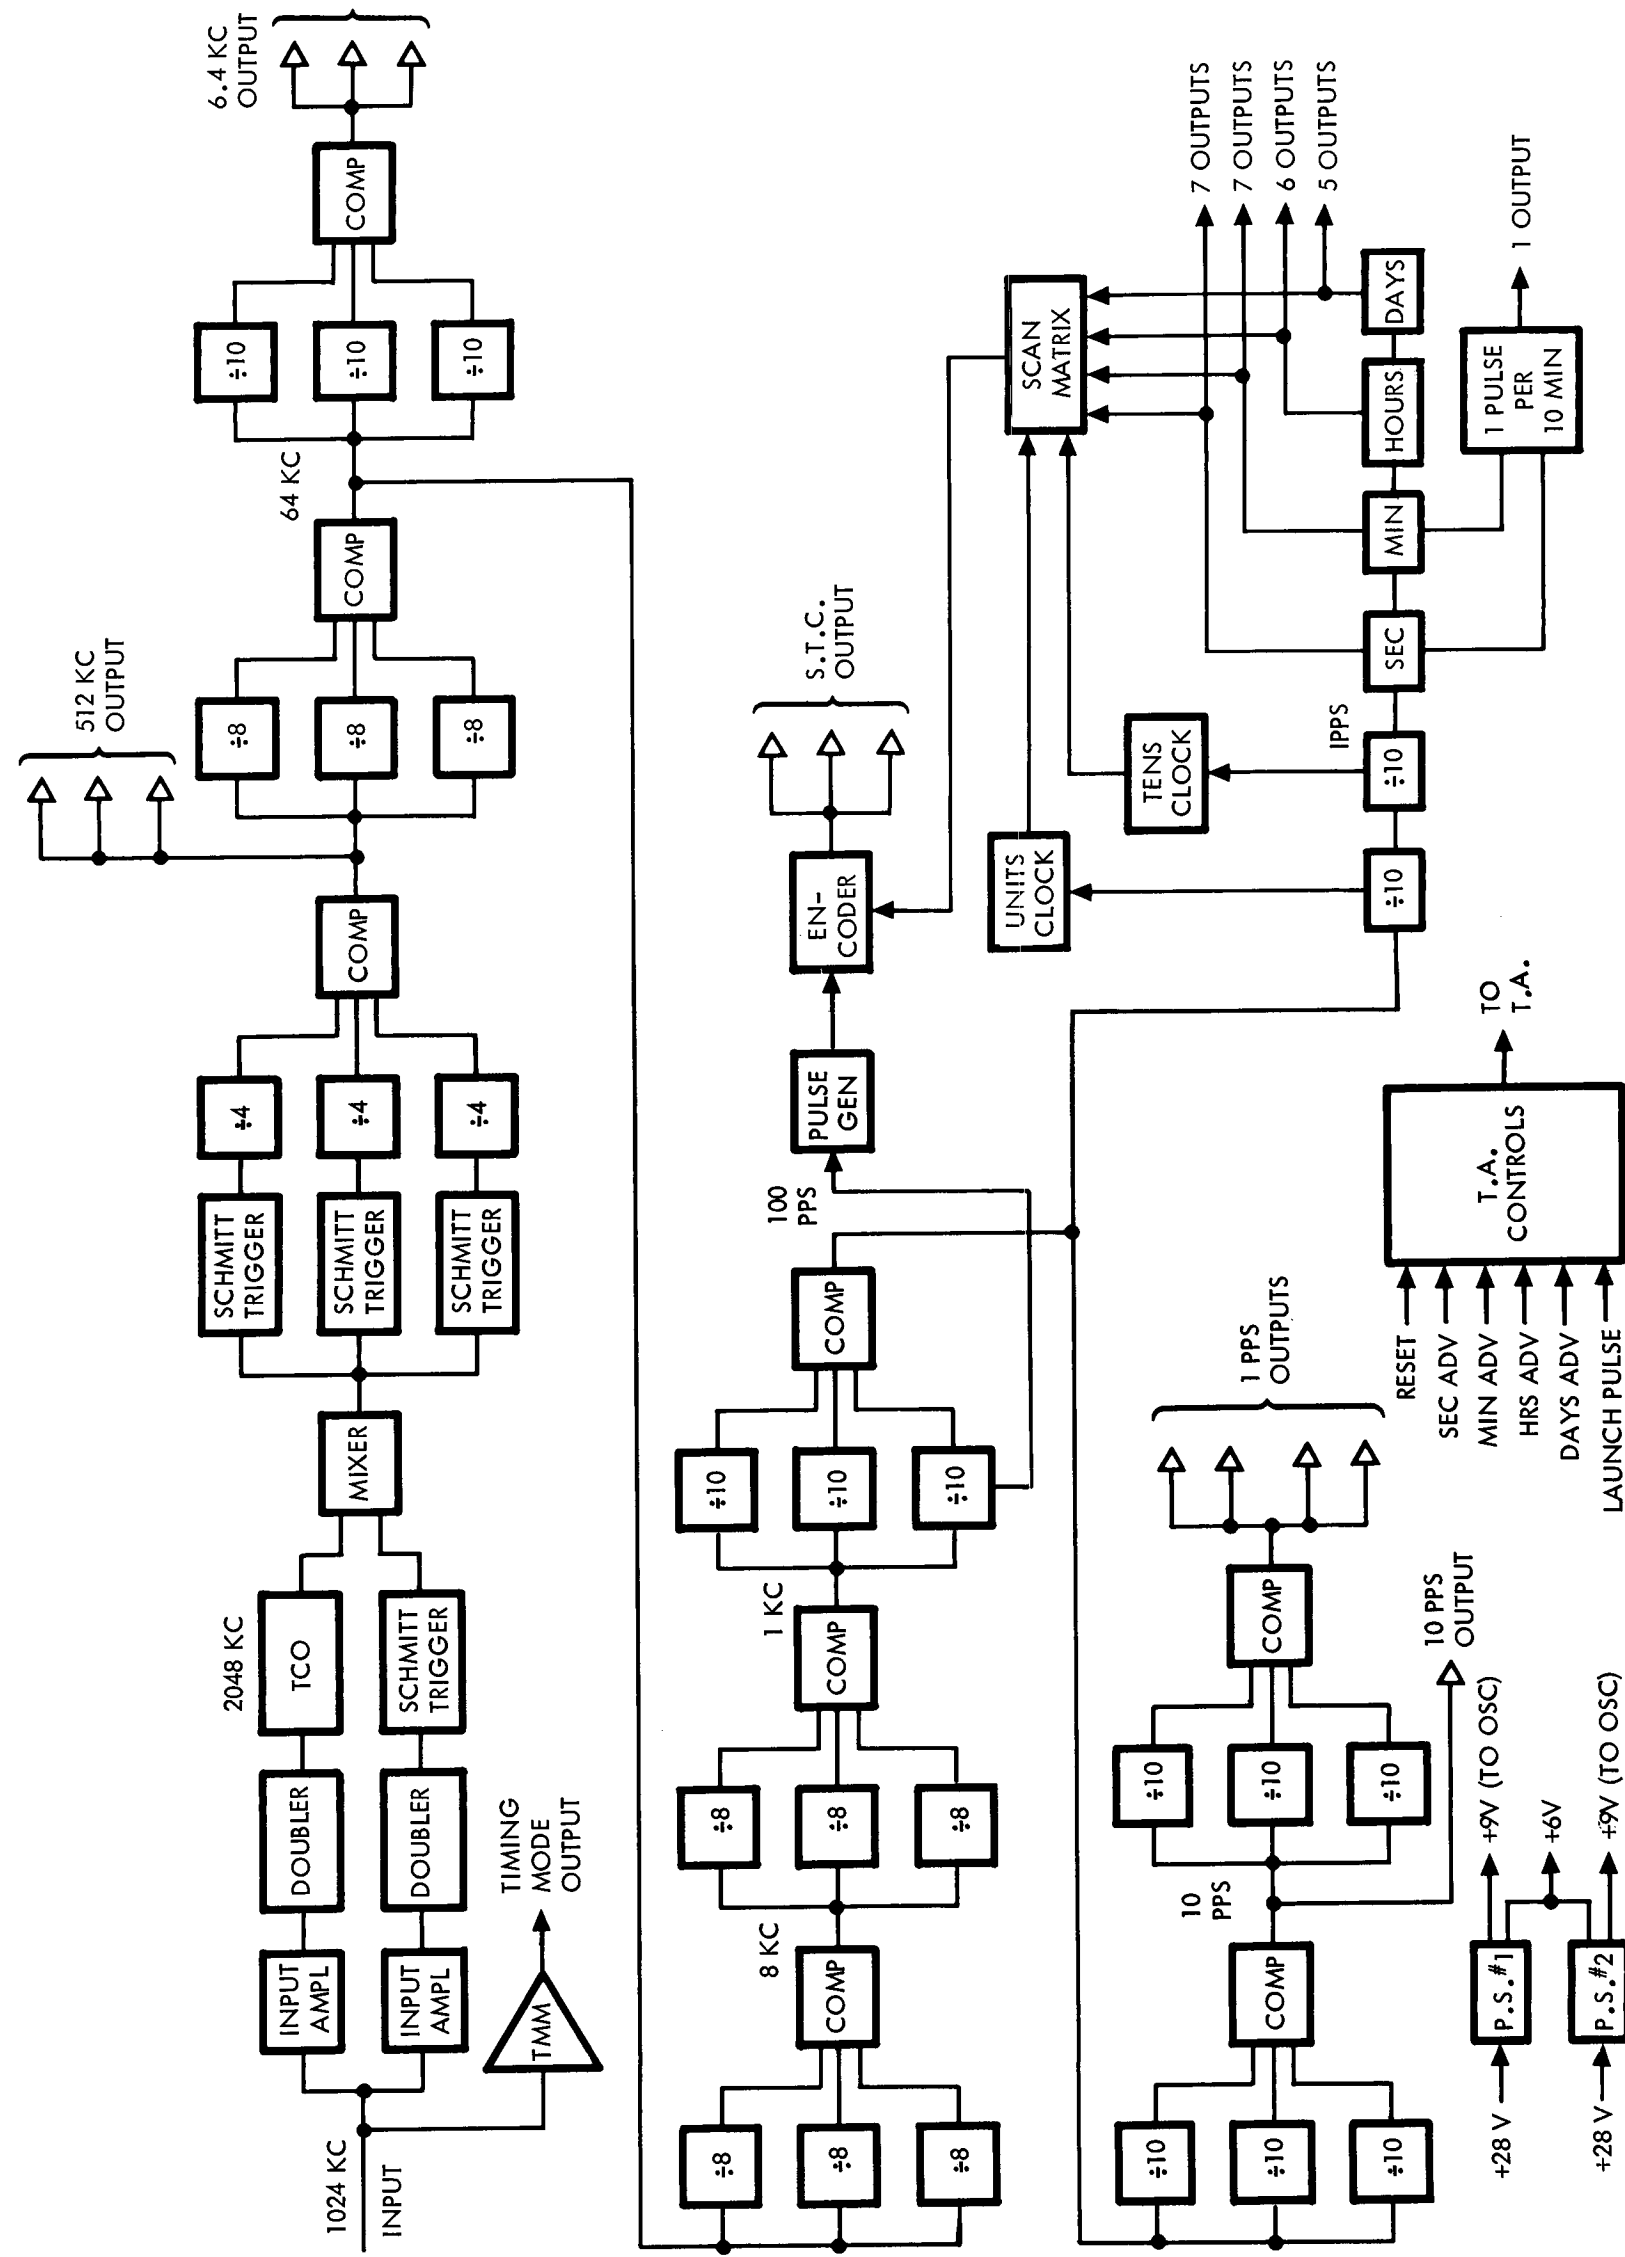 1024 KC
INPUT
INPUT
AMPL
INPUT
AMPL
TMM
TIMING
MODE
OUTPUT
DOUBLER
DOUBLER
2048 KC
TCO
SCHMITT
TRIGGER
MIXER
SCHMITT
TRIGGER
SCHMITT
TRIGGER
SCHMITT
TRIGGER
÷4
÷4
÷4
COMP
512 KC
OUTPUT
÷8
÷8
÷8
COMP
64 KC
÷10
÷10
÷10
COMP
6.4 KC
OUTPUT
÷8
÷8
÷8
COMP
8 KC
÷8
÷8
÷8
COMP
1 KC
÷10
÷10
÷10
COMP
100
PPS
PULSE
GEN
EN-
CODER
S.T.C.
OUTPUT
UNITS
CLOCK
TENS
CLOCK
SCAN
MATRIX
7 OUTPUTS
7 OUTPUTS
6 OUTPUTS
5 OUTPUTS
÷10
÷10
IPPS
SEC
MIN
HOURS
DAYS
1 PULSE
PER
10 MIN
1 OUTPUT
÷10
÷10
÷10
COMP
10
PPS
÷10
÷10
÷10
COMP
1 PPS
OUTPUTS
10 PPS
OUTPUT
RESET
SEC ADV
MIN ADV
HRS ADV
DAYS ADV
LAUNCH PULSE
T.A.
CONTROLS
TO
T.A.
+28 V
P.S.#1
+9V (TO OSC)
+6V
+28 V
P.S.#2
+9V (TO OSC)